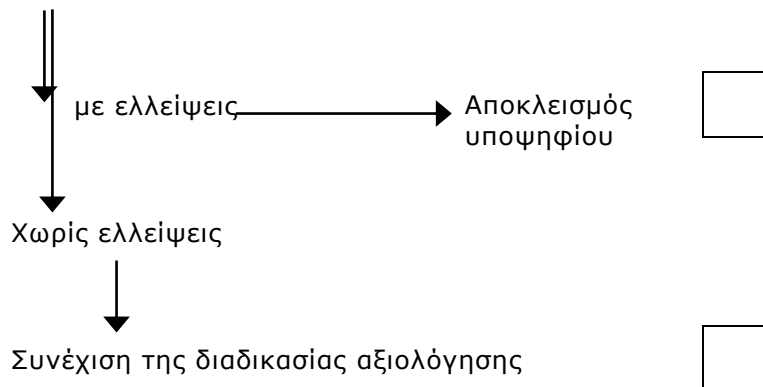 με ελλείψεις
Αποκλεισμός
υποψηφίου
Χωρίς ελλείψεις
Συνέχιση της διαδικασίας αξιολόγησης